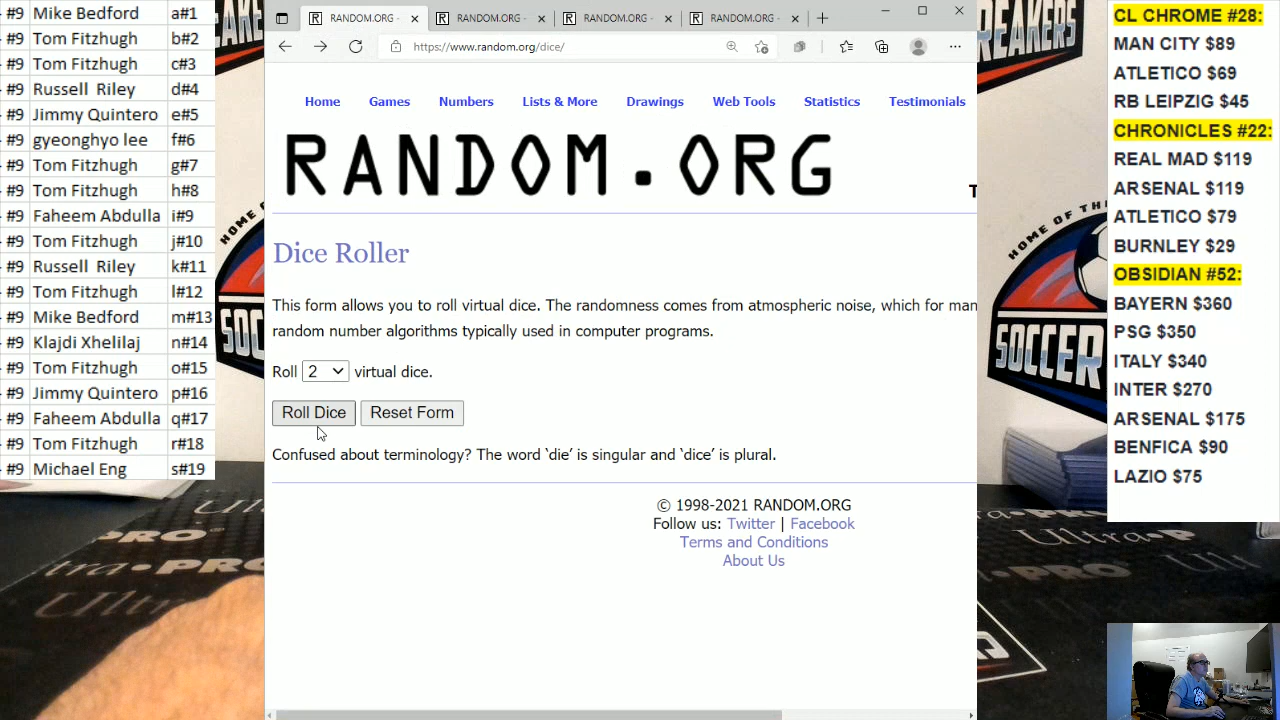 #9 Mike Bedford a#1
#9 Tom Fitzhugh b#2
#9 Tom Fitzhugh c#3
#9 Russell Riley d#4
#9 Jimmy Quintero e#5
#9 gyeonghyo lee f#6
#9 Tom Fitzhugh g#7
#9 Tom Fitzhugh h#8
#9 Faheem Abdulla i#9
#9 Tom Fitzhugh j#10
#9 Russell Riley k#11
#9 Tom Fitzhugh l#12
#9 Mike Bedford m#13
#9 Klajdi Xhelilaj n#14
#9 Tom Fitzhugh o#15
#9 Jimmy Quintero p#16
#9 Faheem Abdulla q#17
#9 Tom Fitzhugh r#18
#9 Michael Eng s#19
RANDOM.ORG - RANDOM.ORG - RANDOM.ORG - RANDOM.ORG -
https://www.random.org/dice/
Home Games Numbers Lists & More Drawings Web Tools Statistics Testimonials
RANDOM.ORG
Dice Roller
This form allows you to roll virtual dice. The randomness comes from atmospheric noise, which for man
random number algorithms typically used in computer programs.
Roll 2 virtual dice.
Roll Dice Reset Form
Confused about terminology? The word ‘die’ is singular and ‘dice’ is plural.
© 1998-2021 RANDOM.ORG
Follow us: Twitter | Facebook
Terms and Conditions
About Us
CL CHROME #28:
MAN CITY $89
ATLETICO $69
RB LEIPZIG $45
CHRONICLES #22:
REAL MAD $119
ARSENAL $119
ATLETICO $79
BURNLEY $29
OBSIDIAN #52:
BAYERN $360
PSG $350
ITALY $340
INTER $270
ARSENAL $175
BENFICA $90
LAZIO $75
REAKERS
HOME OF THE
SOCCER
HOME OF
SOC
Ultra•PRO